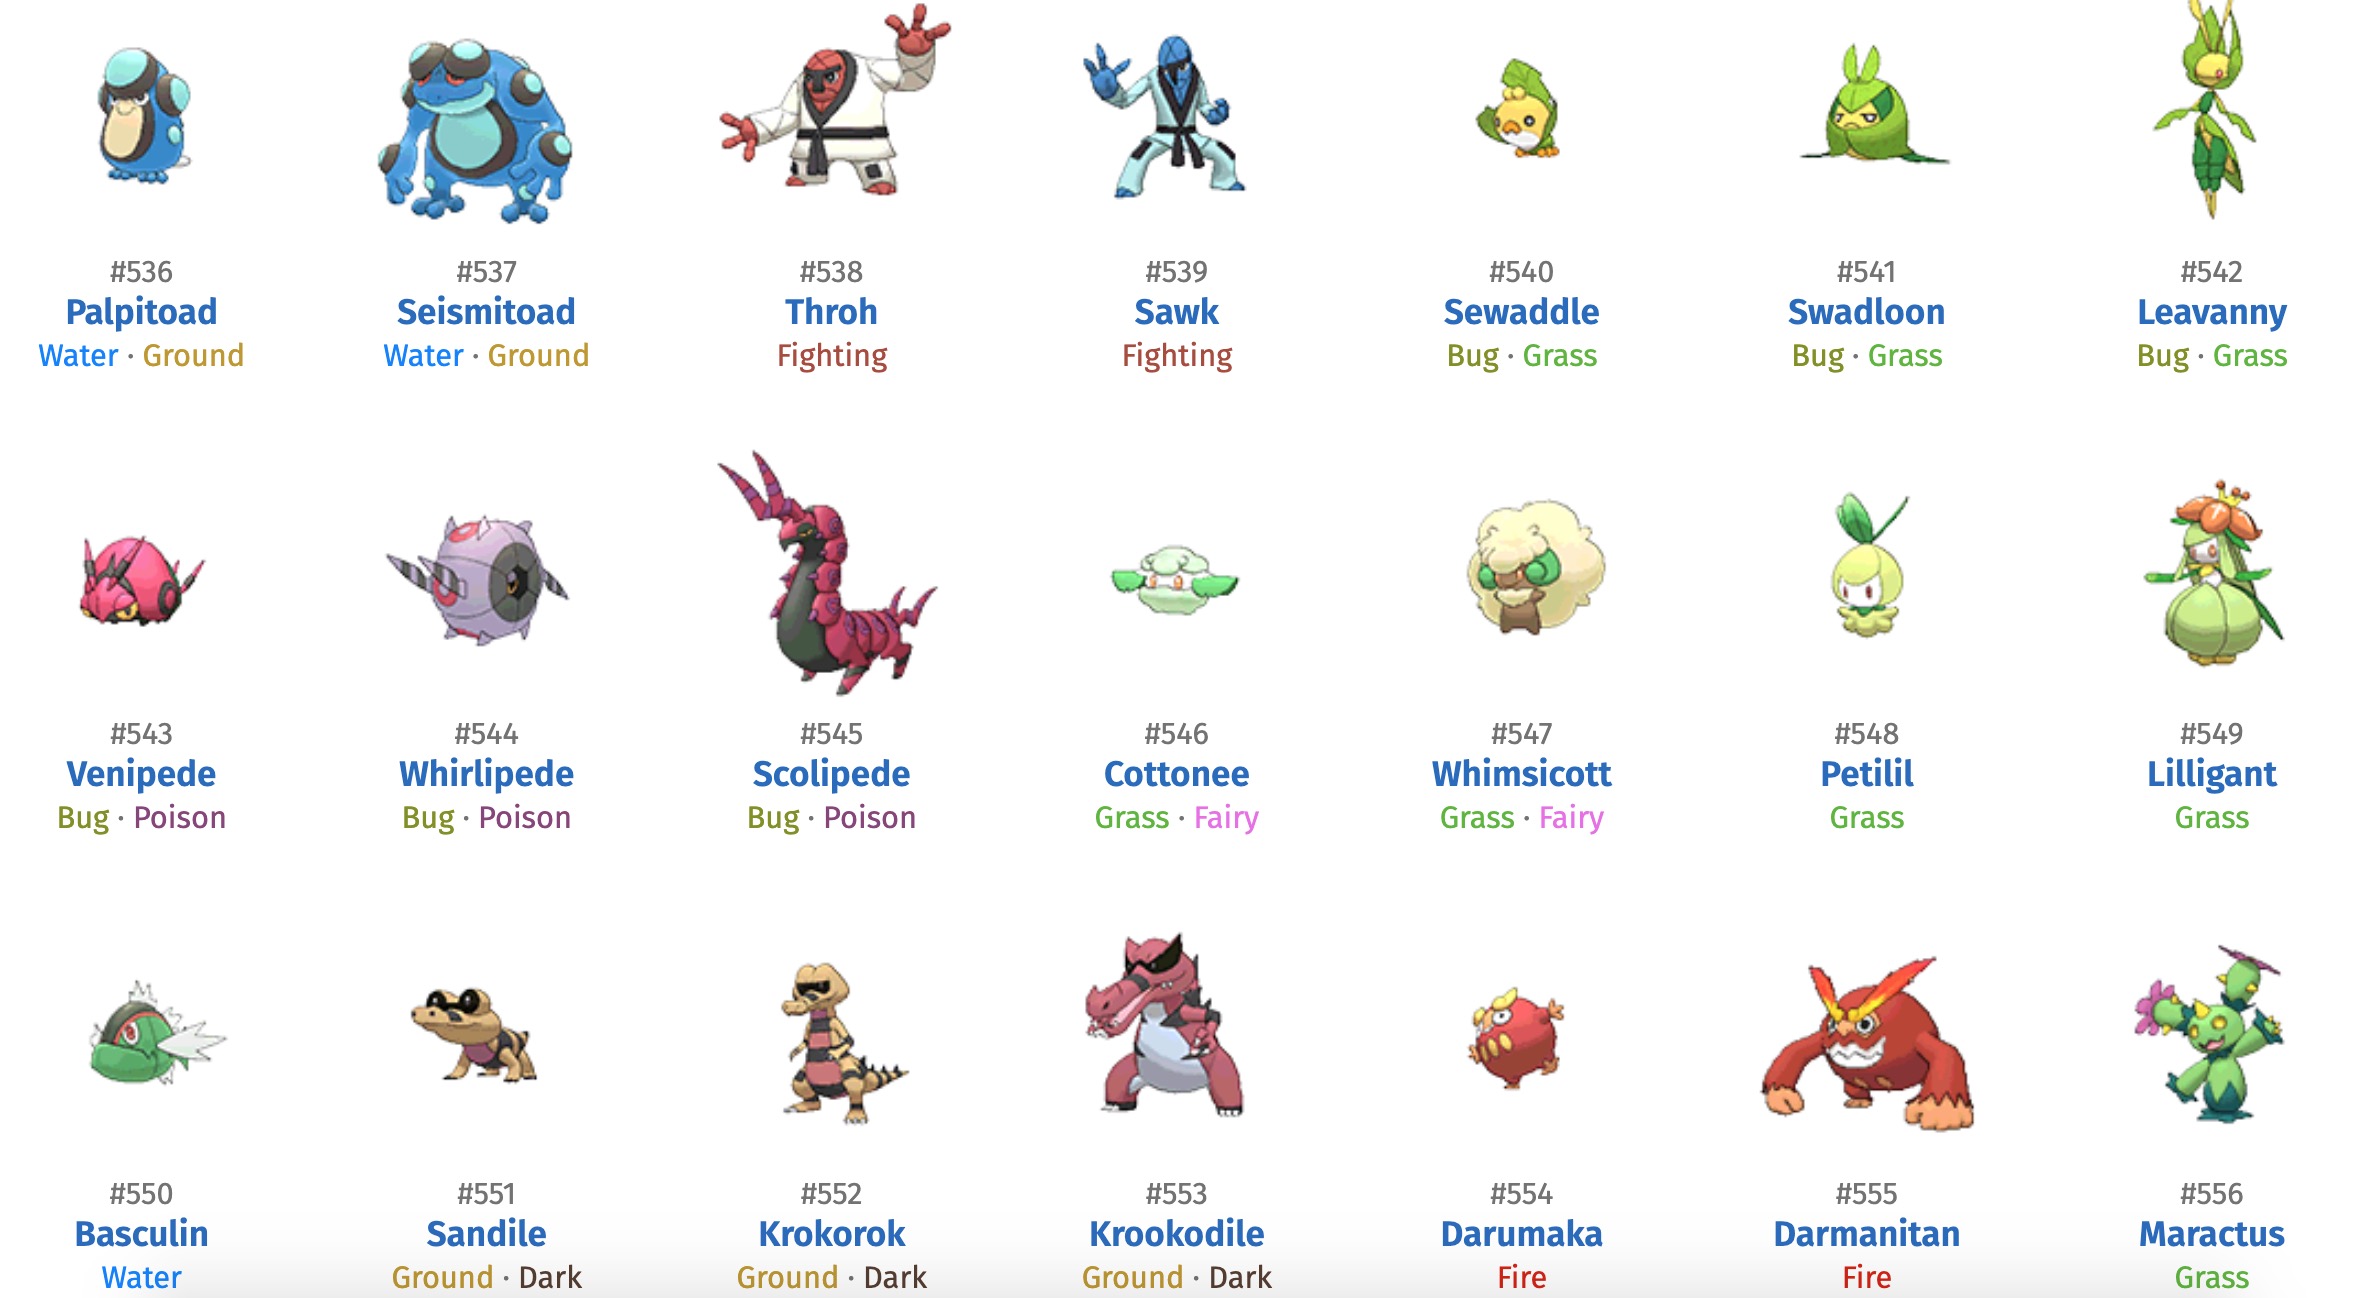 #536 #537 #538 #539 #540 #541 #542
Palpitoad Seismitoad Throh Sawk Sewaddle Swadloon Leavanny
Water · Ground Water · Ground Fighting Fighting Bug · Grass Bug · Grass Bug · Grass
#543 #544 #545 #546 #547 #548 #549
Venipede Whirlipede Scolipede Cottonee Whimsicott Petilil Lilligant
Bug · Poison Bug · Poison Bug · Poison Grass · Fairy Grass · Fairy Grass Grass
#550 #551 #552 #553 #554 #555 #556
Basculin Sandile Krokorok Krookodile Darumaka Darmanitan Maractus
Water Ground · Dark Ground · Dark Ground · Dark Fire Fire Grass